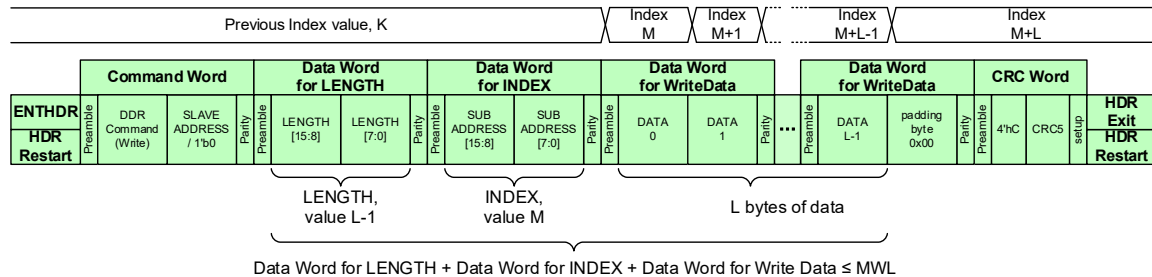 Previous Index value, K
Index
M
Index
M+1
Index
M+L-1
Index
M+L
Command Word
Data Word
for LENGTH
Data Word
for INDEX
Data Word
for WriteData
Data Word
for WriteData
CRC Word
ENTHDR
HDR
Restart
Preamble
DDR
Command
(Write)
SLAVE
ADDRESS
/ 1'b0
Parity
Preamble
LENGTH
[15:8]
LENGTH
[7:0]
Parity
Preamble
SUB
ADDRESS
[15:8]
SUB
ADDRESS
[7:0]
Parity
Preamble
DATA
0
DATA
1
Parity
...
Preamble
DATA
L-1
padding
byte
0x00
Parity
Preamble
4'hC
CRC5
setup
HDR
Exit
HDR
Restart
LENGTH,
value L-1
INDEX,
value M
L bytes of data
Data Word for LENGTH + Data Word for INDEX + Data Word for Write Data ≤ MWL